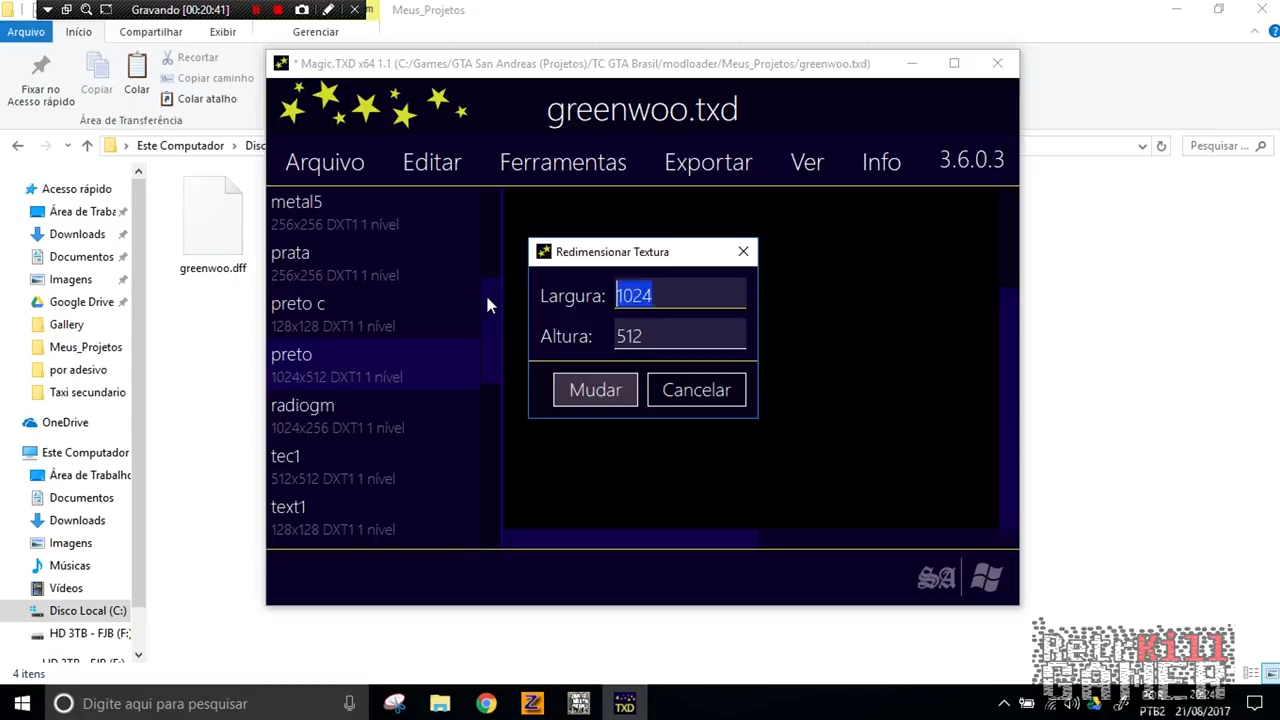 Gravando [00:20:41]
Meus_Projetos
Arquivo
Início
Compartilhar
Exibir
Gerenciar
Fixar no
Acesso rápido
Copiar
Colar
Recortar
Copiar caminho
Colar atalho
Área de Transferência
Este Computador
Pesquisar ...
* Magic.TXD x64 1.1 (C:/Games/GTA San Andreas (Projetos)/TC GTA Brasil/modloader/Meus_Projetos/greenwoo.txd)
greenwoo.txd
Arquivo
Editar
Ferramentas
Exportar
Ver
Info
3.6.0.3
Acesso rápido
Área de Traba
Downloads
Documentos
Imagens
Google Drive
Gallery
Meus_Projetos
por adesivo
Taxi secundario
OneDrive
Este Computador
Área de Trabalho
Documentos
Downloads
Imagens
Músicas
Vídeos
Disco Local (C:)
HD 3TB - FJB (F:)
greenwoo.dff
metal5
256x256 DXT1 1 nível
prata
256x256 DXT1 1 nível
preto c
128x128 DXT1 1 nível
preto
1024x512 DXT1 1 nível
radiogm
1024x256 DXT1 1 nível
tec1
512x512 DXT1 1 nível
text1
128x128 DXT1 1 nível
Redimensionar Textura
Largura:
1024
Altura:
512
Mudar
Cancelar
SA
4 itens
Digite aqui para pesquisar
TXD
PTB2
21/08/2017